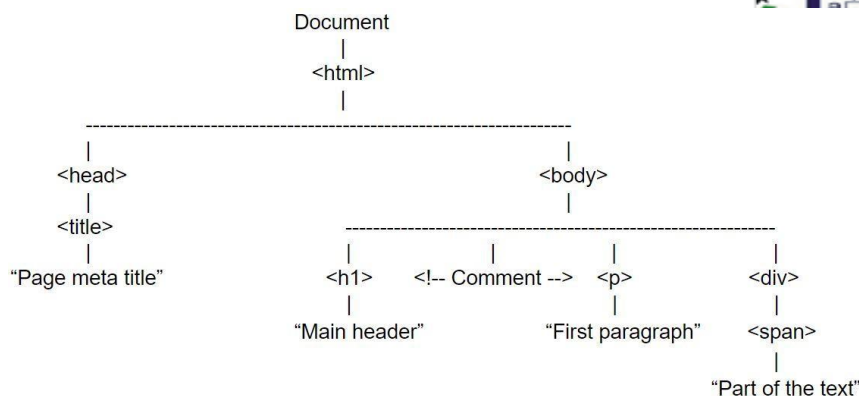 Document
<html>
<head> <body>
<title>
"Page meta title" <h1> <!-- Comment --> <p> <div>
“Main header” “First paragraph” <span>
“Part of the text”